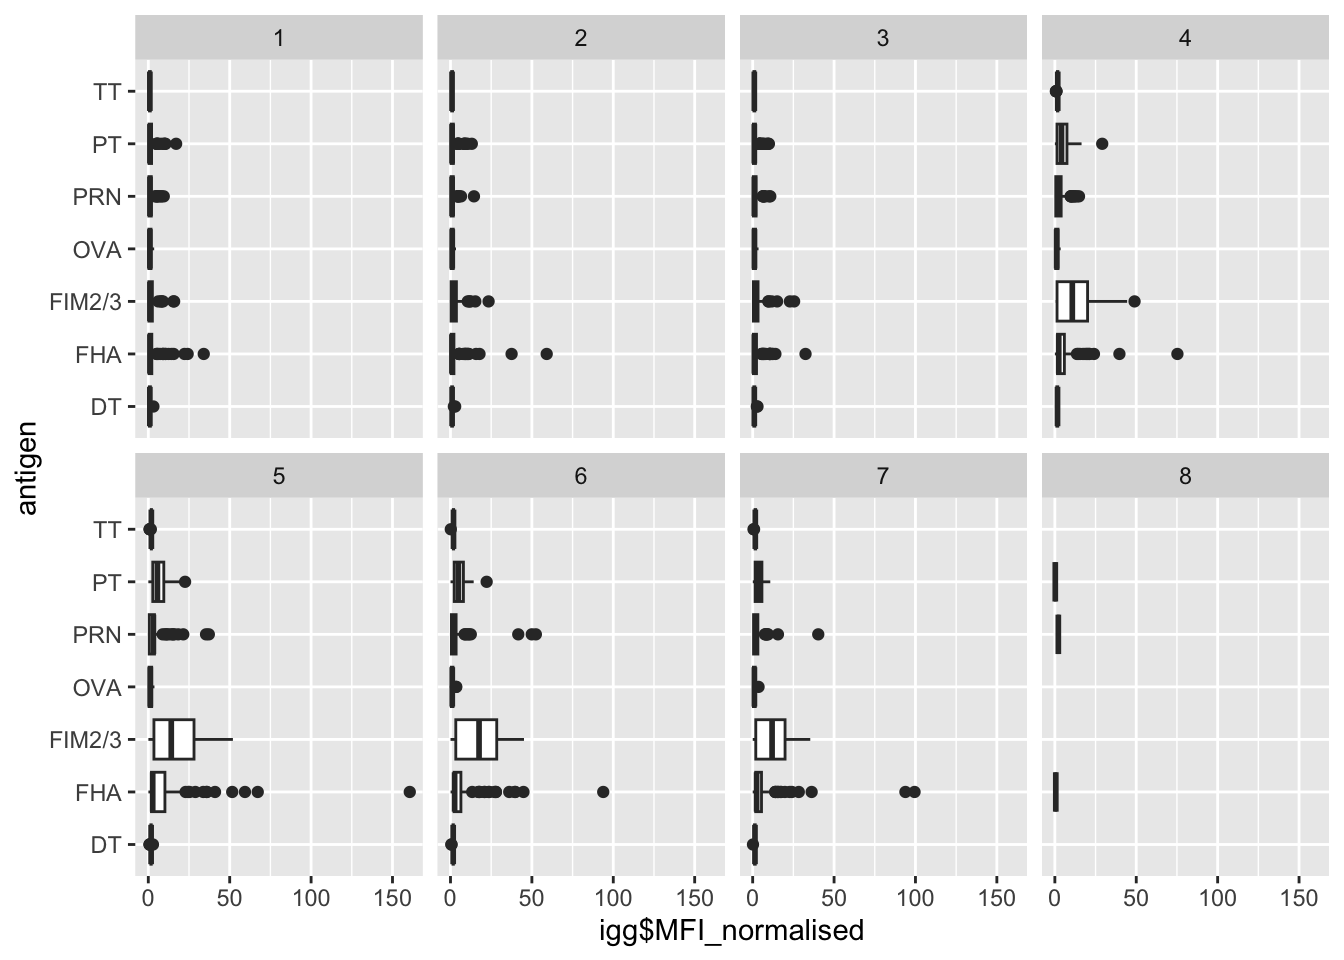 1 2 3 4
TT
PT
PRN
OVA
FIM2/3
FHA
DT
antigen
5 6 7 8
TT
PT
PRN
OVA
FIM2/3
FHA
DT
0 50 100 150 0 50 100 150 0 50 100 150 0 50 100 150
igg$MFI_normalised